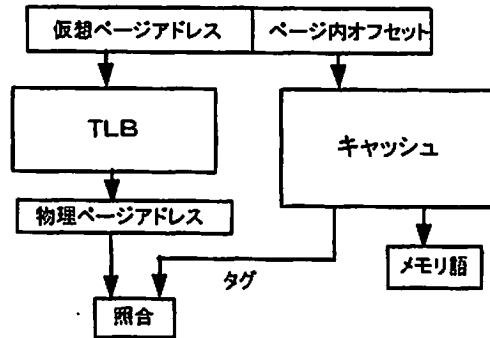 仮想ページアドレス
ページ内オフセット
TLB
キャッシュ
物理ページアドレス
メモリ語
タグ
照合